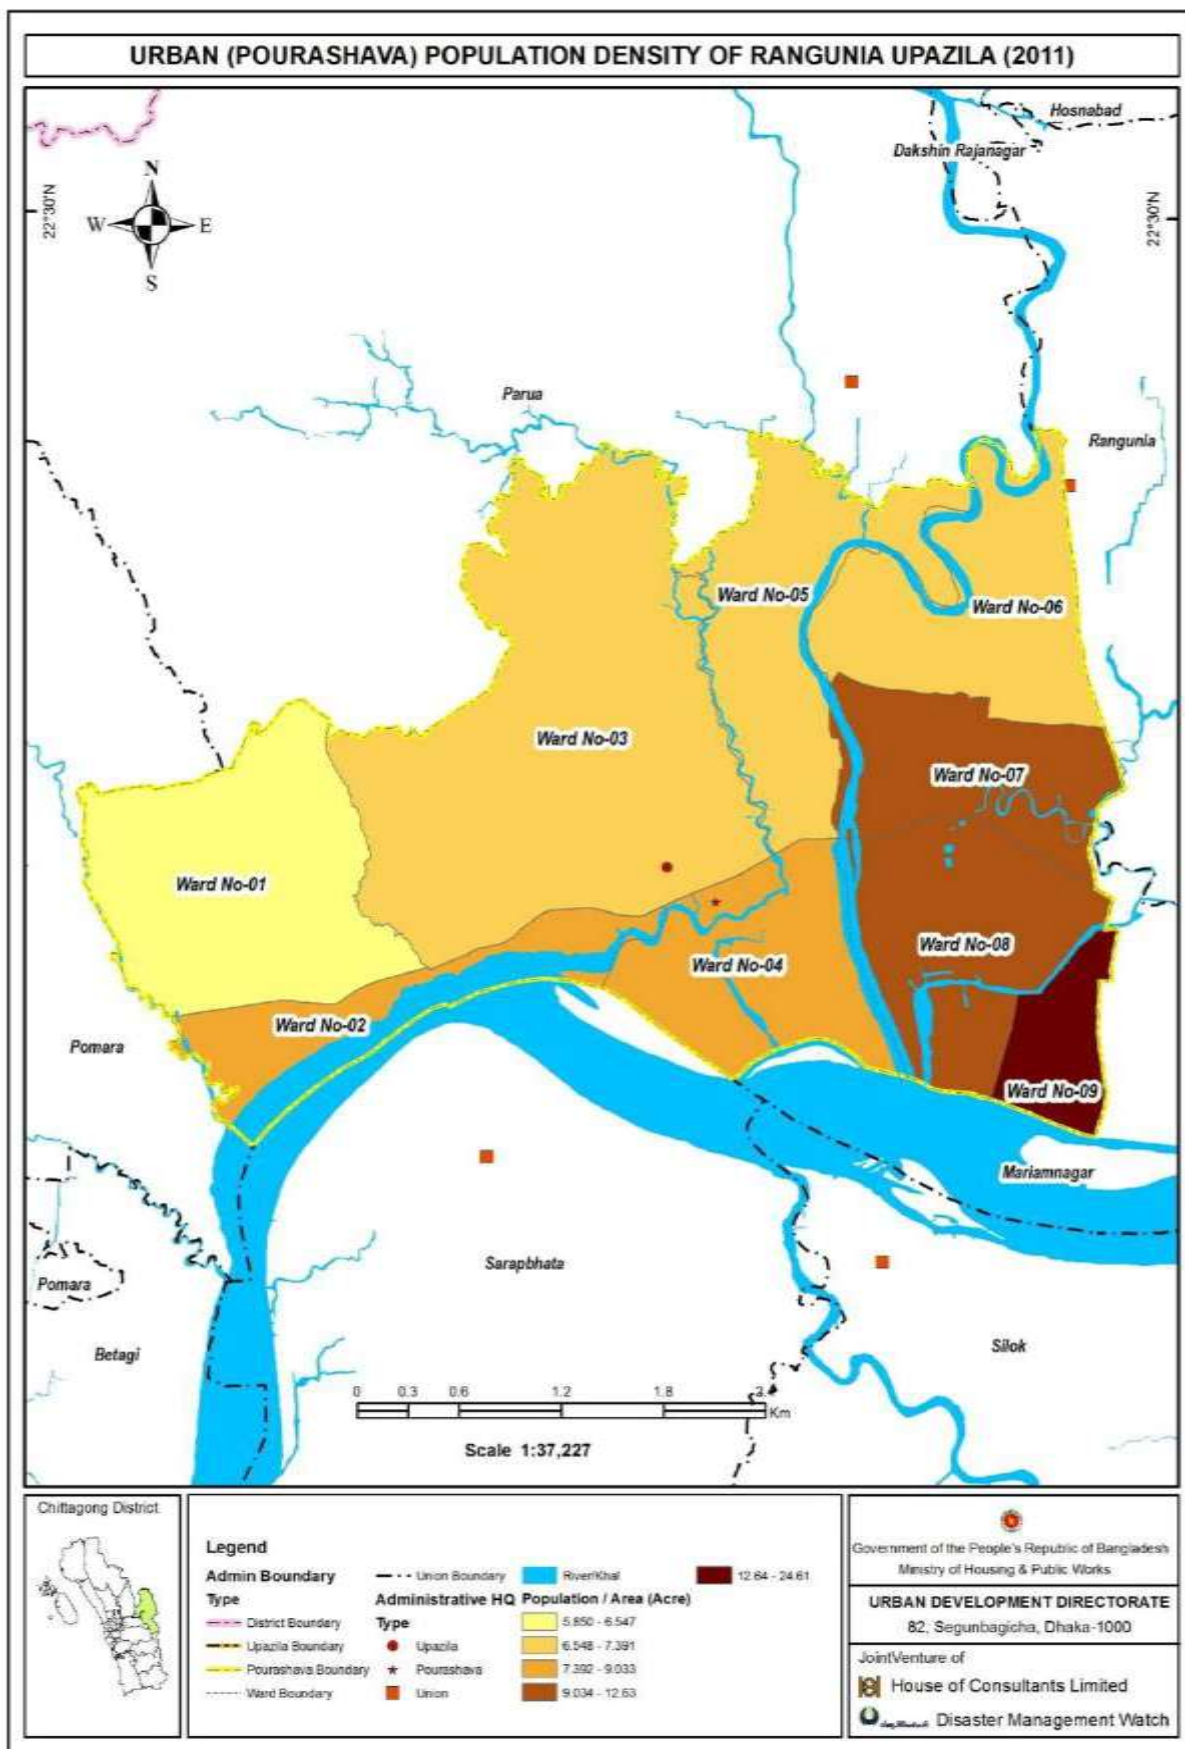 URBAN (POURASHAVA) POPULATION DENSITY OF RANGUNIA UPAZILA (2011)
Hosnabad
Dakshin Rajanagar
22°30'N
22°30'N
N
W
E
S
Parua
Rangunia
Ward No-05
Ward No-06
Ward No-03
Ward No-07
Ward No-01
Ward No-08
Ward No-04
Ward No-02
Pomara
Ward No-09
Mariamnagar
Sarapbhata
Pomara
Betagi
Silok
0 0.3 0.6 1.2 1.8
Km
Scale 1:37,227
Chittagong District
Legend
Admin Boundary
Type
District Boundary
Upazila Boundary
Pourashava Boundary
Ward Boundary
Union Boundary
Administrative HQ
Type
Upazila
Pourashava
Union
River/Khal
Population / Area (Acre)
5.850 - 6.547
6.548 - 7.391
7.392 - 9.033
9.034 - 12.63
12.64 - 24.61
Government of the People's Republic of Bangladesh
Ministry of Housing & Public Works
URBAN DEVELOPMENT DIRECTORATE
82, Segunbagicha, Dhaka-1000
JointVenture of
House of Consultants Limited
Disaster Management Watch